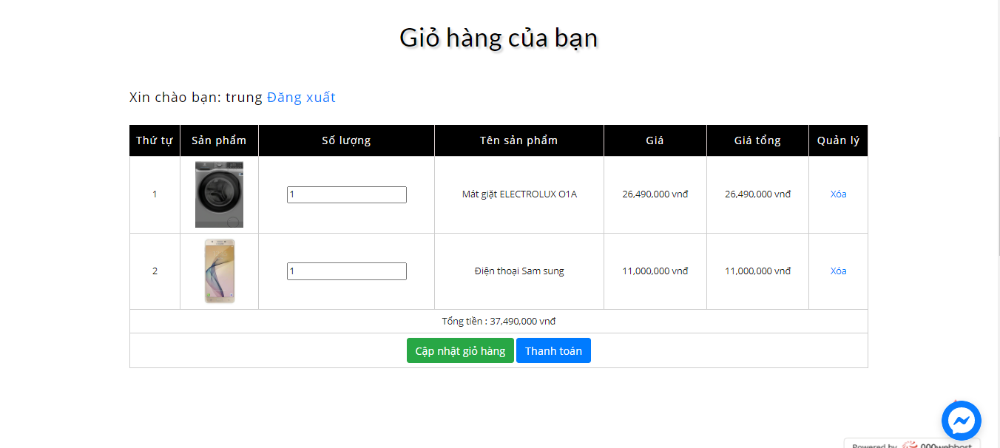 Giỏ hàng của bạn
Xin chào bạn: trung Đăng xuất
Thứ tự Sản phẩm Số lượng Tên sản phẩm Giá Giá tổng Quản lý
1 1 Mát giặt ELECTROLUX O1A 26,490,000 vnđ 26,490,000 vnđ Xóa
2 1 Điện thoại Sam sung 11,000,000 vnđ 11,000,000 vnđ Xóa
Tổng tiền : 37,490,000 vnđ
Cập nhật giỏ hàng Thanh toán
Powered by 000webhost